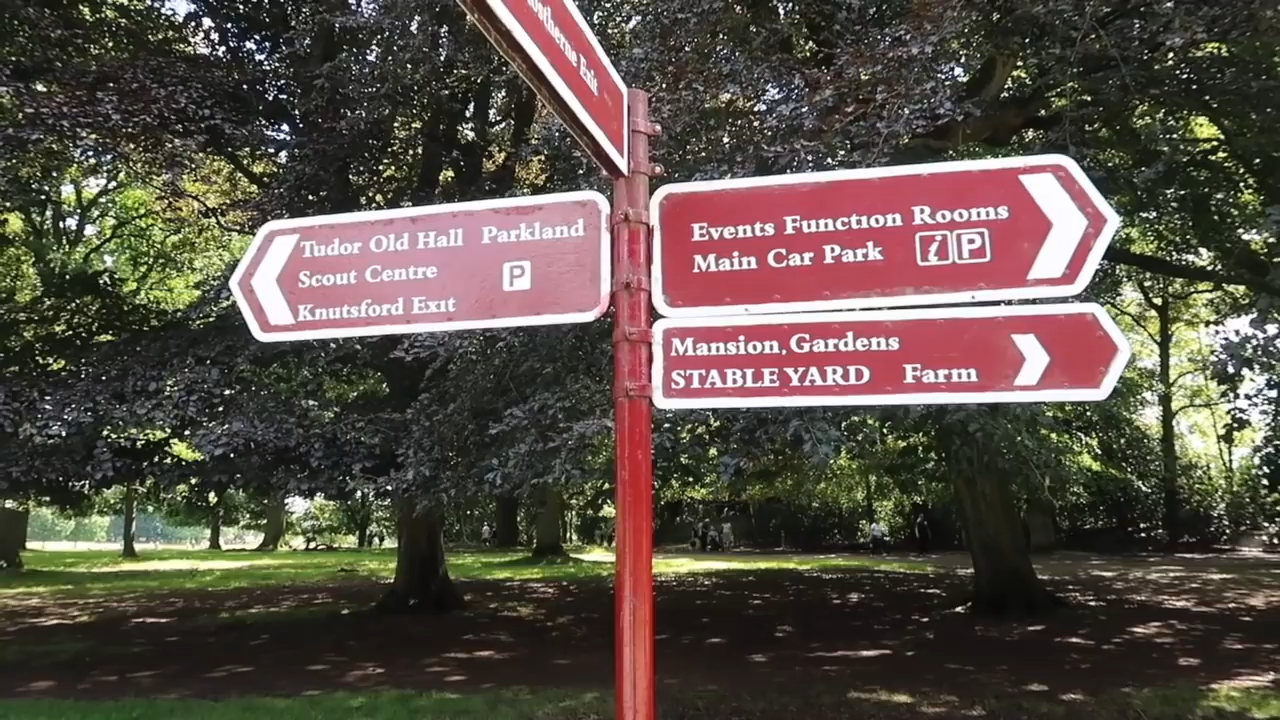 Exit
Tudor Old Hall Parkland
Scout Centre P
Knutsford Exit
Events Function Rooms
Main Car Park i P
Mansion, Gardens
STABLE YARD Farm